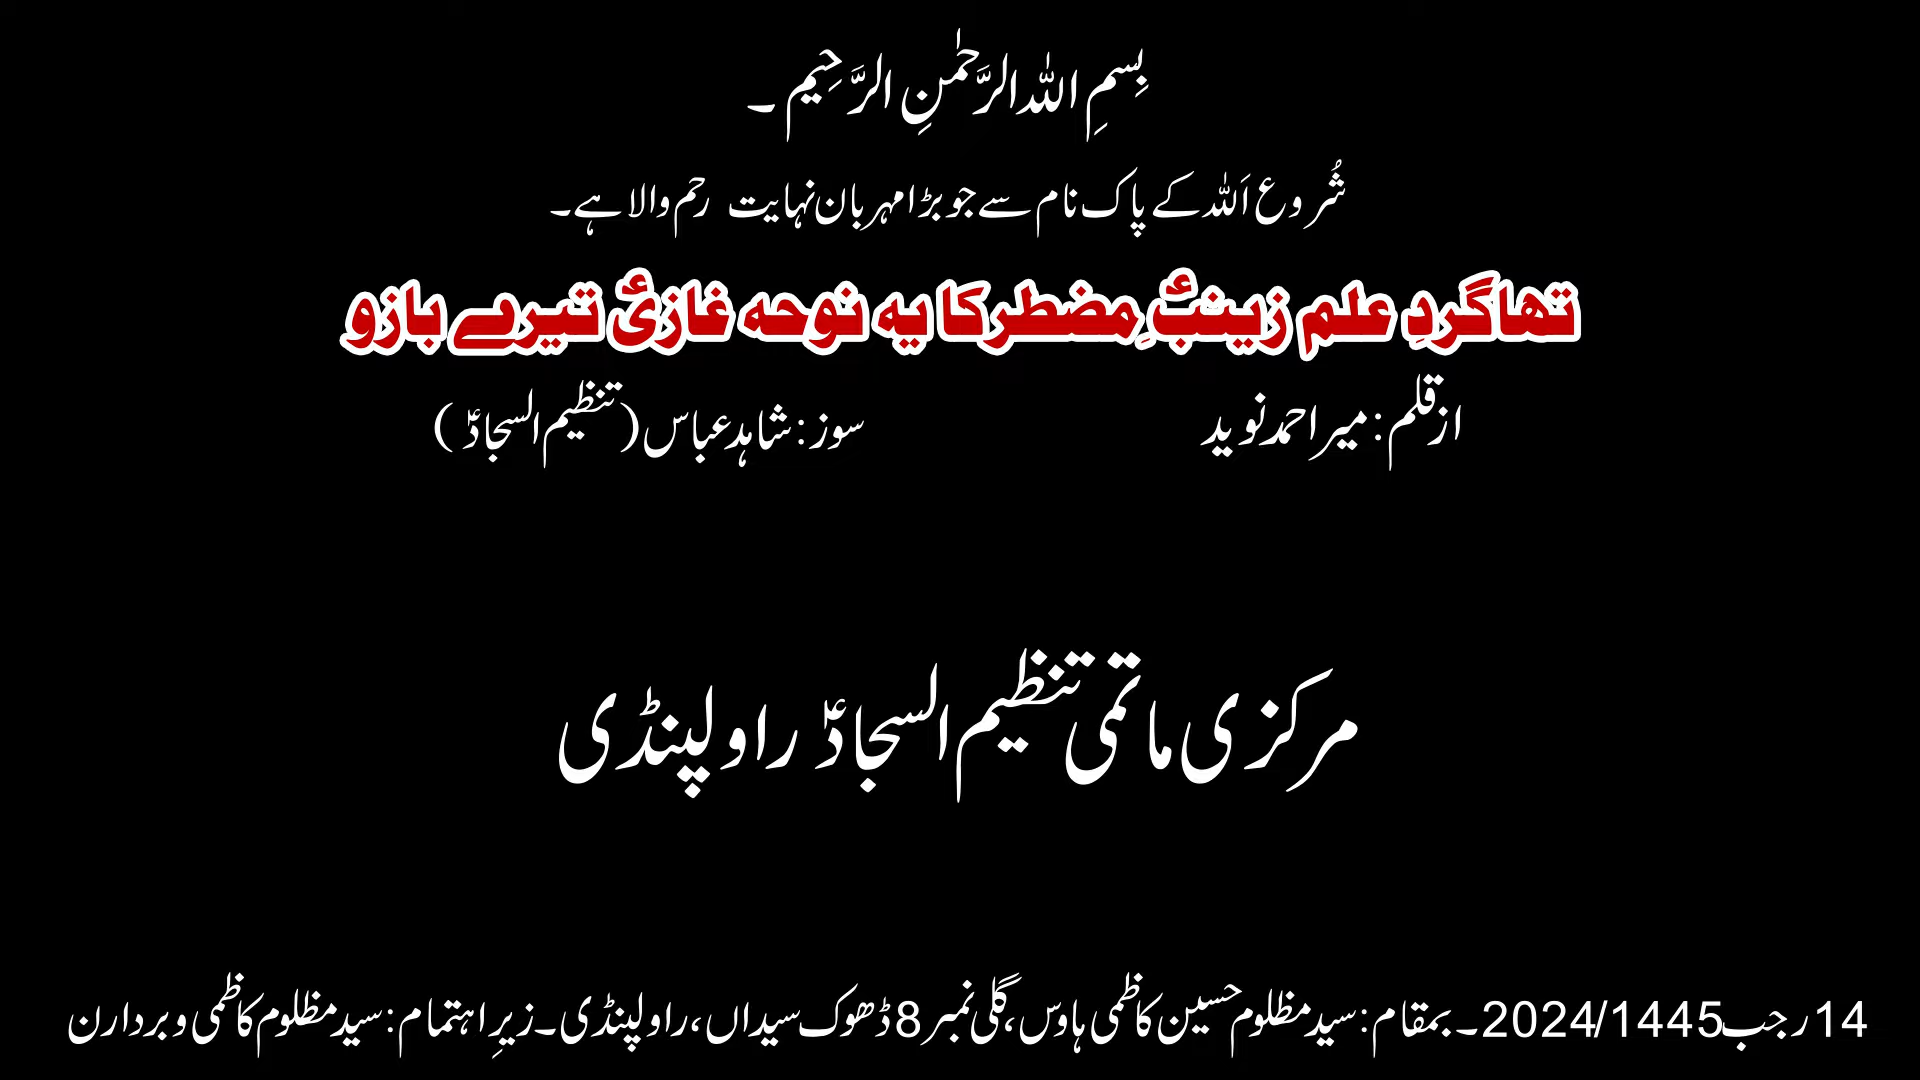 بِسمِ اللہ الرَّحمٰنِ الرَّحِیم ۔
شُروع اَللہ کے پاک نام سے جو بڑا مہربان نہایت رحم والا ہے۔
تھا گردِ علم زینبؑ ِمضطر کا یہ نوحہ غازیؑ تیرے بازو
از قلم: میر احمد نوید سوز: شاہد عباس (تنظیم السجادؑ)
مرکزی ماتمی تنظیم السجادؑ راولپنڈی
14 رجب 2024/1445۔ بمقام: سید مظلوم حسین کاظمی ہاوس، گلی نمبر 8 ڈھوک سیداں، راولپنڈی۔ زیرِ اہتمام: سید مظلوم کاظمی و بردارن